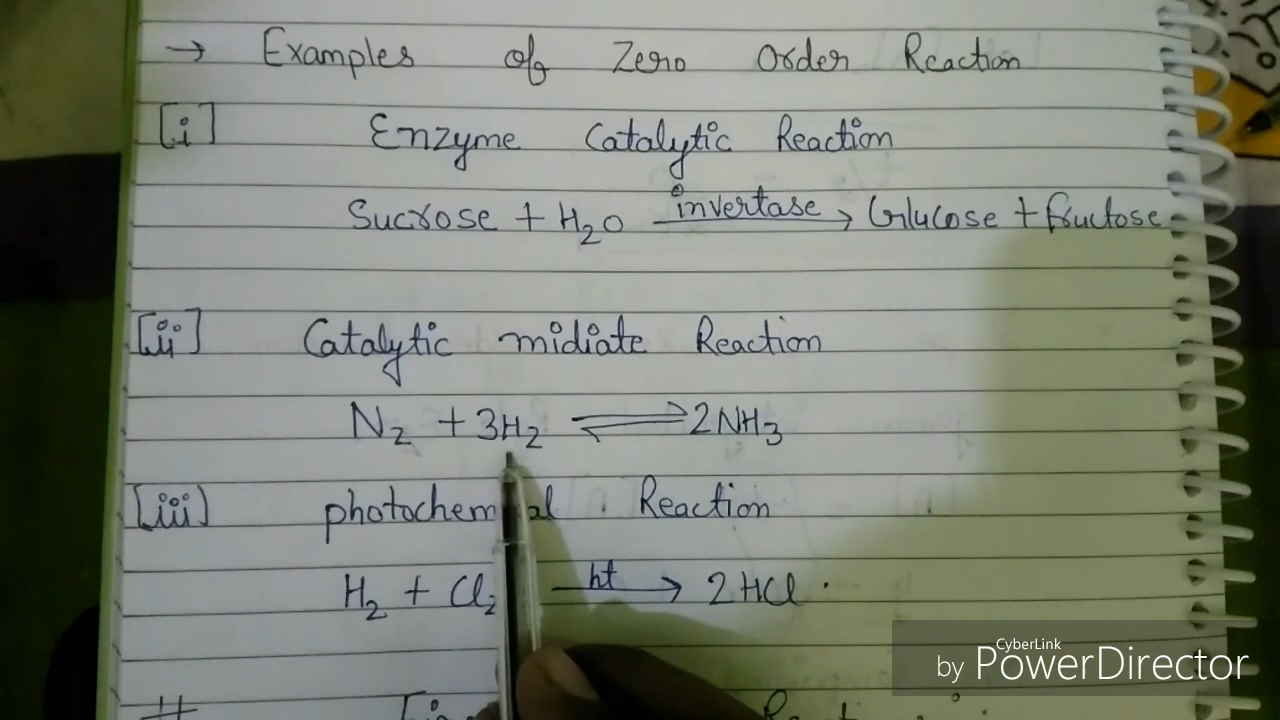 → Examples of Zero Order Reaction
[i] Enzyme Catalytic Reaction
Sucrose + H₂O invertase → Glucose + fructose
[ii] Catalytic midiate Reaction
N₂ + 3H₂ ⇌ 2NH₃
[iii] photochem al Reaction
H₂ + Cl₂ ht → 2HCl .
CyberLink
by PowerDirector
#